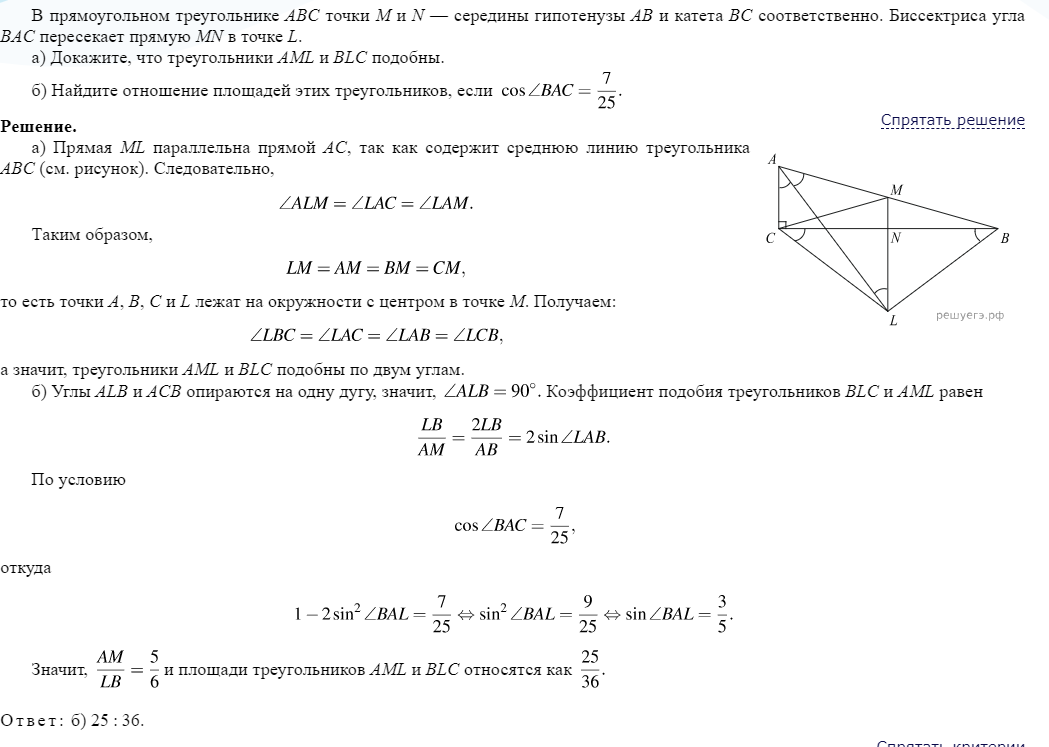 В прямоугольном треугольнике ABC точки M и N — середины гипотенузы AB и катета BC соответственно. Биссектриса угла
BAC пересекает прямую MN в точке L.
а) Докажите, что треугольники AML и BLC подобны.
б) Найдите отношение площадей этих треугольников, если cos∠BAC = 7/25.
Решение.
Спрятать решение
а) Прямая ML параллельна прямой AC, так как содержит среднюю линию треугольника
ABC (см. рисунок). Следовательно,
∠ALM = ∠LAC = ∠LAM.
Таким образом,
LM = AM = BM = CM,
то есть точки A, B, C и L лежат на окружности с центром в точке M. Получаем:
∠LBC = ∠LAC = ∠LAB = ∠LCB,
A
M
C
N
B
L
решуегэ.рф
а значит, треугольники AML и BLC подобны по двум углам.
б) Углы ALB и ACB опираются на одну дугу, значит, ∠ALB = 90°. Коэффициент подобия треугольников BLC и AML равен
LB/AM = 2LB/AB = 2 sin∠LAB.
По условию
cos∠BAC = 7/25,
откуда
1 − 2 sin² ∠BAL = 7/25 ⇔ sin² ∠BAL = 9/25 ⇔ sin∠BAL = 3/5.
Значит, AM/LB = 5/6 и площади треугольников AML и BLC относятся как 25/36.
Ответ: б) 25 : 36.
Спрятать критерии